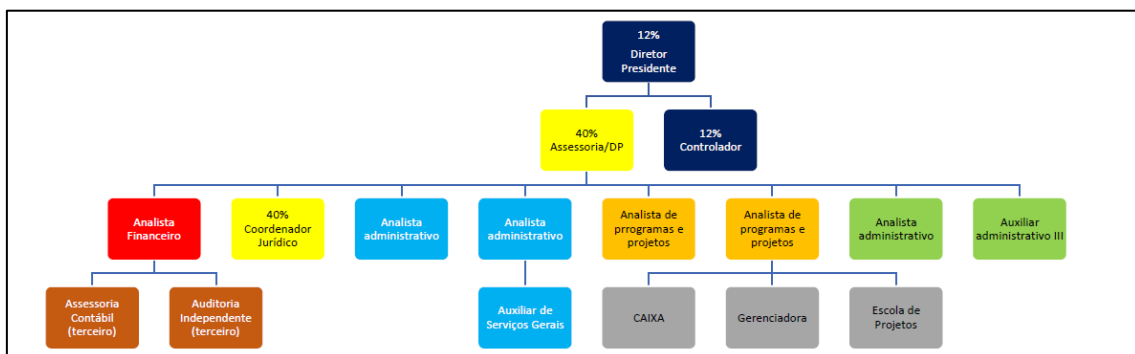 12%
Diretor
Presidente
40%
Assessoria/DP
12%
Controlador
Analista
Financeiro
40%
Coordenador
Jurídico
Analista
administrativo
Analista
administrativo
Analista de
prrogramas e
projetos
Analista de
programas e
projetos
Analista
administrativo
Auxiliar
administrativo III
Assessoria
Contábil
(terceiro)
Auditoria
Independente
(terceiro)
Auxiliar de
Serviços Gerais
CAIXA
Gerenciadora
Escola de
Projetos